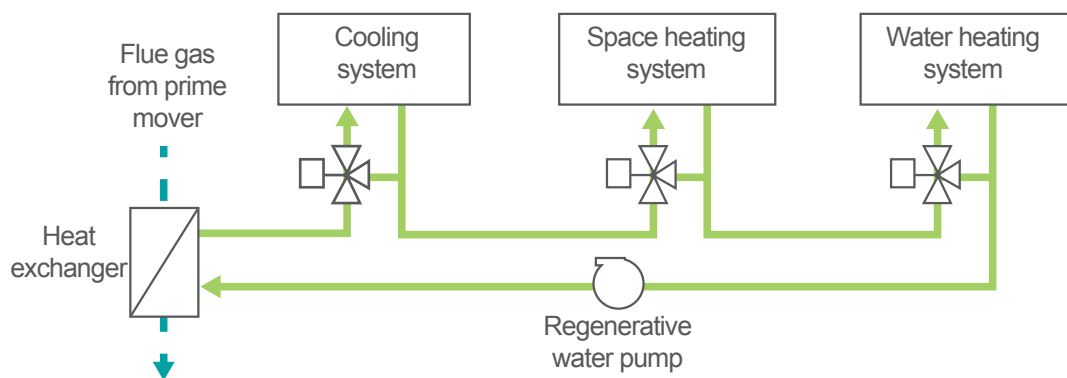 Flue gas
from prime
mover
Cooling
system
Space heating
system
Water heating
system
Heat
exchanger
Regenerative
water pump